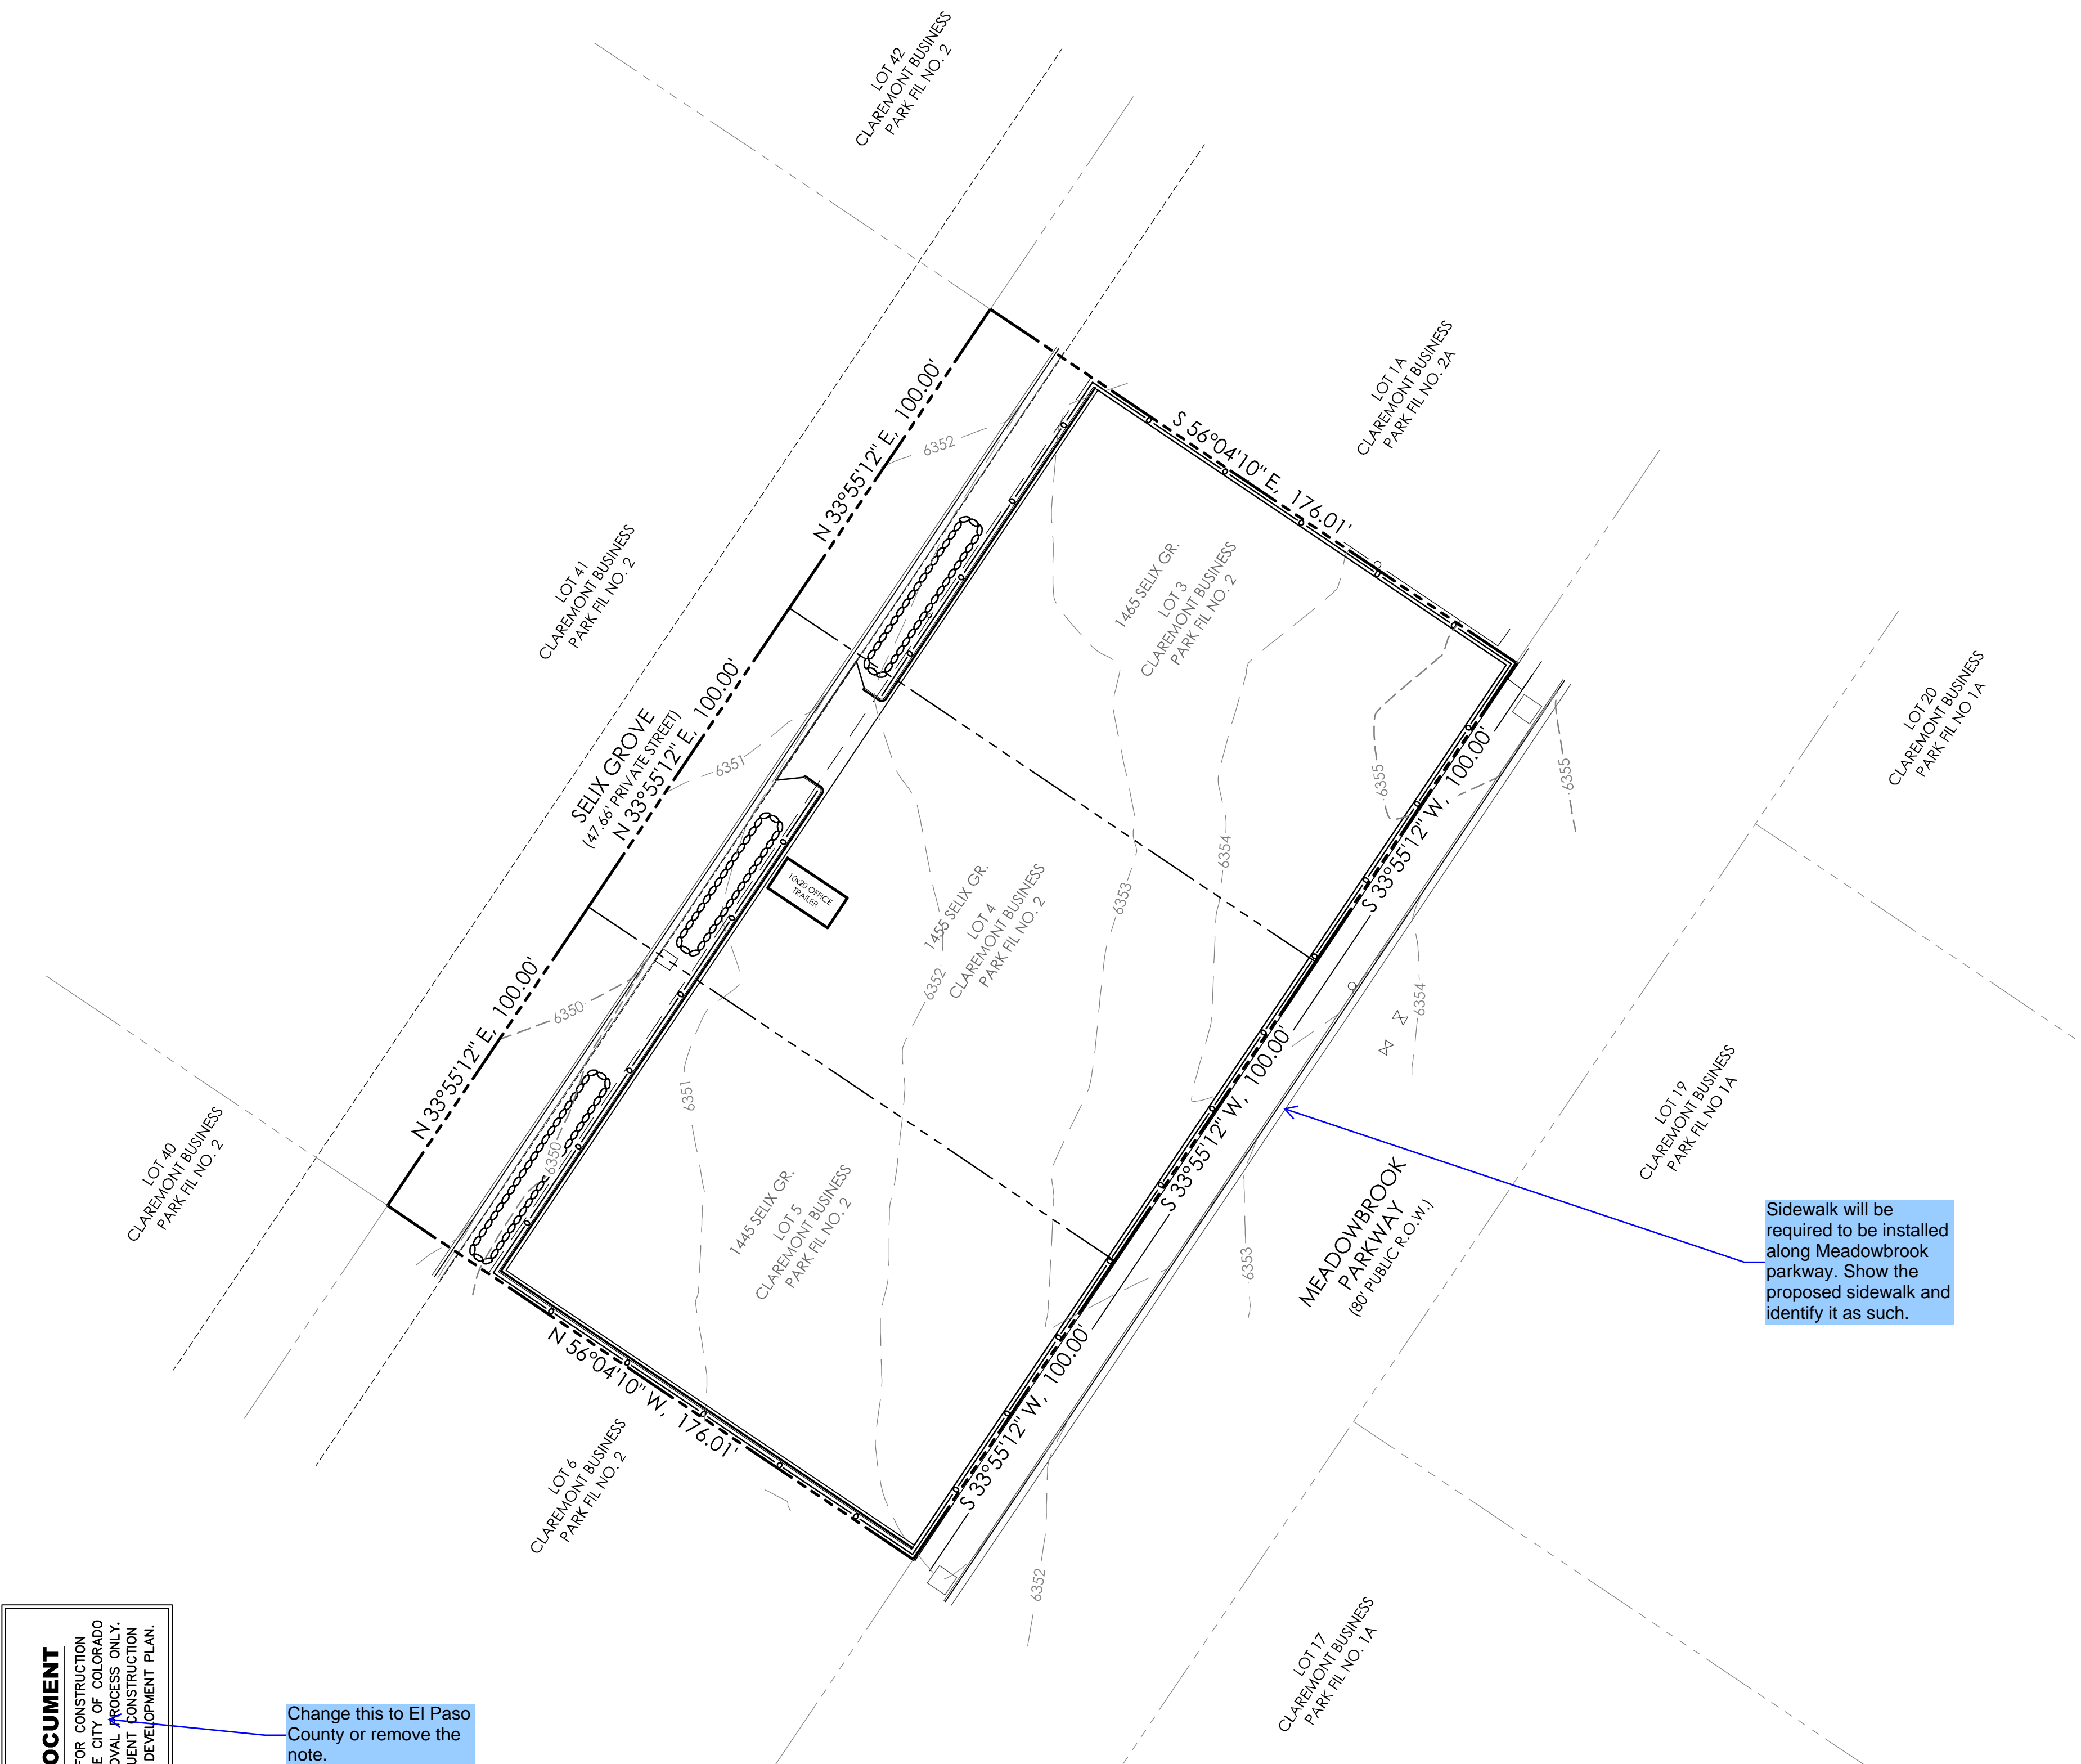 LOT 42
CLAREMONT BUSINESS
PARK FIL NO. 2
LOT 1A
CLAREMONT BUSINESS
PARK FIL NO. 2A
N 33°55'12" E, 100.00'
6352
S 56°04'10" E, 176.01'
LOT 41
CLAREMONT BUSINESS
PARK FIL NO. 2
1465 SELIX GR.
LOT 3
CLAREMONT BUSINESS
PARK FIL NO. 2
LOT 20
CLAREMONT BUSINESS
PARK FIL NO 1A
SELIX GROVE
(47.66' PRIVATE STREET)
N 33°55'12" E, 100.00'
6351
6355
6355
S 33°55'12" W, 100.00'
6354
10x20 OFFICE
TRAILER
6353
1455 SELIX GR.
LOT 4
CLAREMONT BUSINESS
PARK FIL NO. 2
6352
6354
6350
N 33°55'12" E, 100.00'
6351
S 33°55'12" W, 100.00'
LOT 19
CLAREMONT BUSINESS
PARK FIL NO 1A
LOT 40
CLAREMONT BUSINESS
PARK FIL NO. 2
6350
1445 SELIX GR.
LOT 5
CLAREMONT BUSINESS
PARK FIL NO. 2
MEADOWBROOK
PARKWAY
(80' PUBLIC R.O.W.)
6353
Sidewalk will be
required to be installed
along Meadowbrook
parkway. Show the
proposed sidewalk and
identify it as such.
N 56°04'10" W, 176.01'
S 33°55'12" W, 100.00'
LOT 6
CLAREMONT BUSINESS
PARK FIL NO. 2
6352
LOT 17
CLAREMONT BUSINESS
PARK FIL NO. 1A
OCUMENT
FOR CONSTRUCTION
E CITY OF COLORADO
OVAL PROCESS ONLY.
UENT CONSTRUCTION
DEVELOPMENT PLAN.
Change this to El Paso
County or remove the
note.